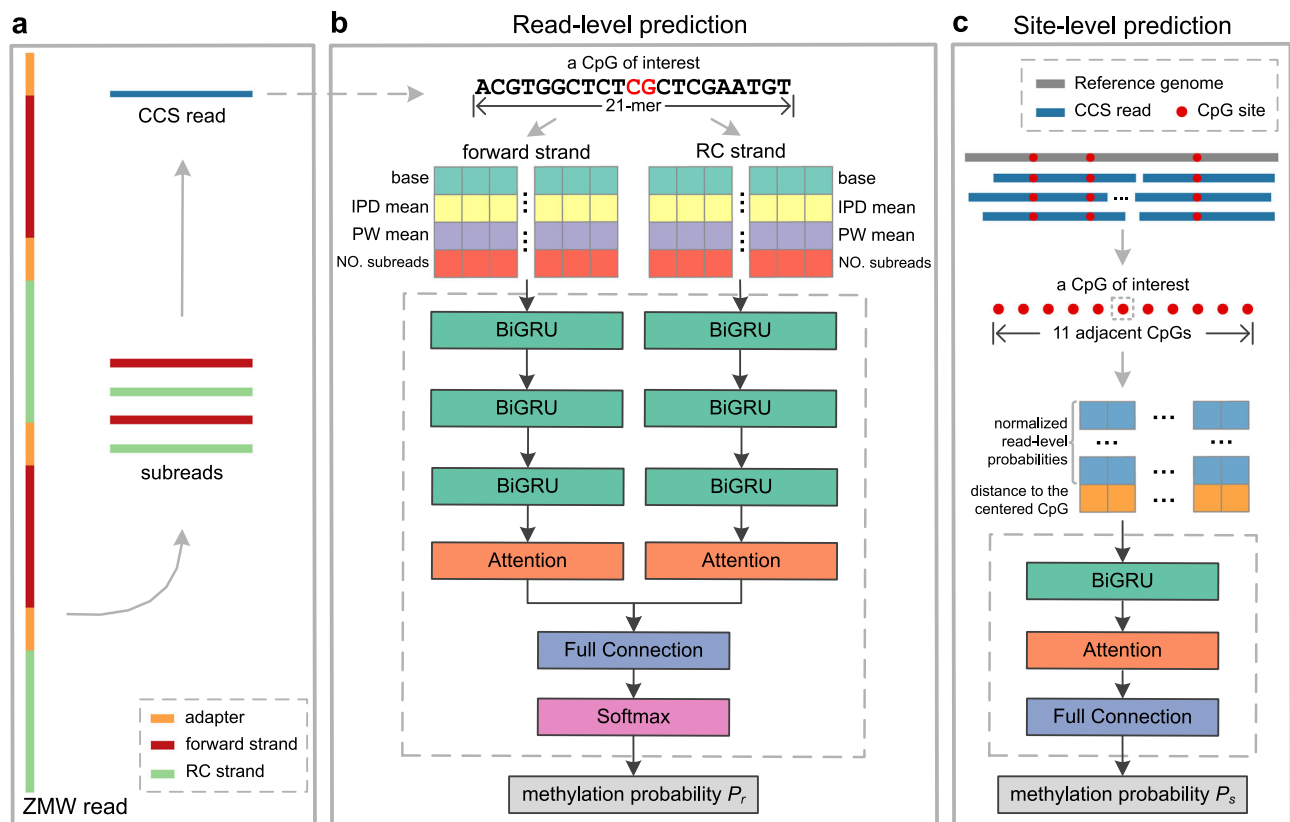 a
CCS read
subreads
adapter
forward strand
RC strand
ZMW read
b
Read-level prediction
a CpG of interest
ACGTGGCTCTCGCTCGAATGT
21-mer
forward strand
RC strand
base
base
IPD mean
IPD mean
PW mean
PW mean
NO. subreads
NO. subreads
BiGRU
BiGRU
BiGRU
BiGRU
BiGRU
BiGRU
Attention
Attention
Full Connection
Softmax
methylation probability Pr
c
Site-level prediction
Reference genome
CCS read
CpG site
...
a CpG of interest
11 adjacent CpGs
normalized
read-level
probabilities
distance to the
centered CpG
BiGRU
Attention
Full Connection
methylation probability Ps